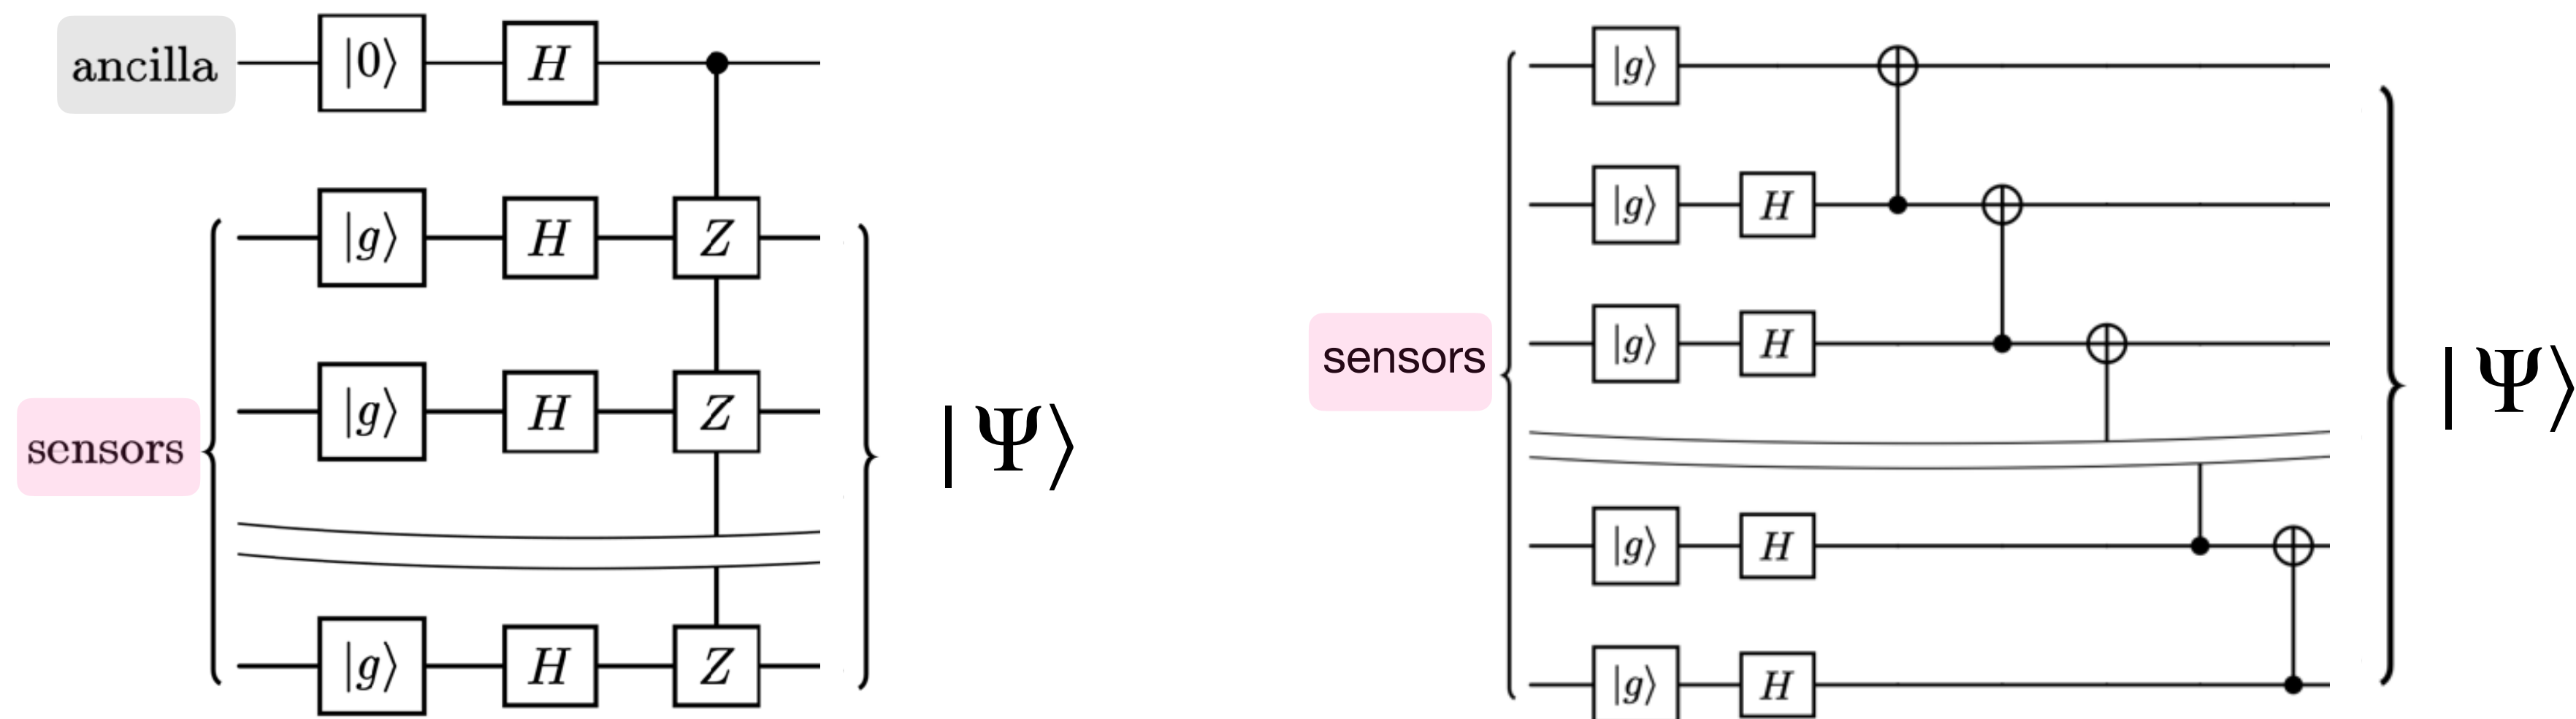 ancilla |0⟩ H
|g⟩ H Z
|g⟩ H Z
sensors
|Ψ⟩
|g⟩ H Z
|g⟩
|g⟩ H
|g⟩ H
sensors
|Ψ⟩
|g⟩ H
|g⟩ H